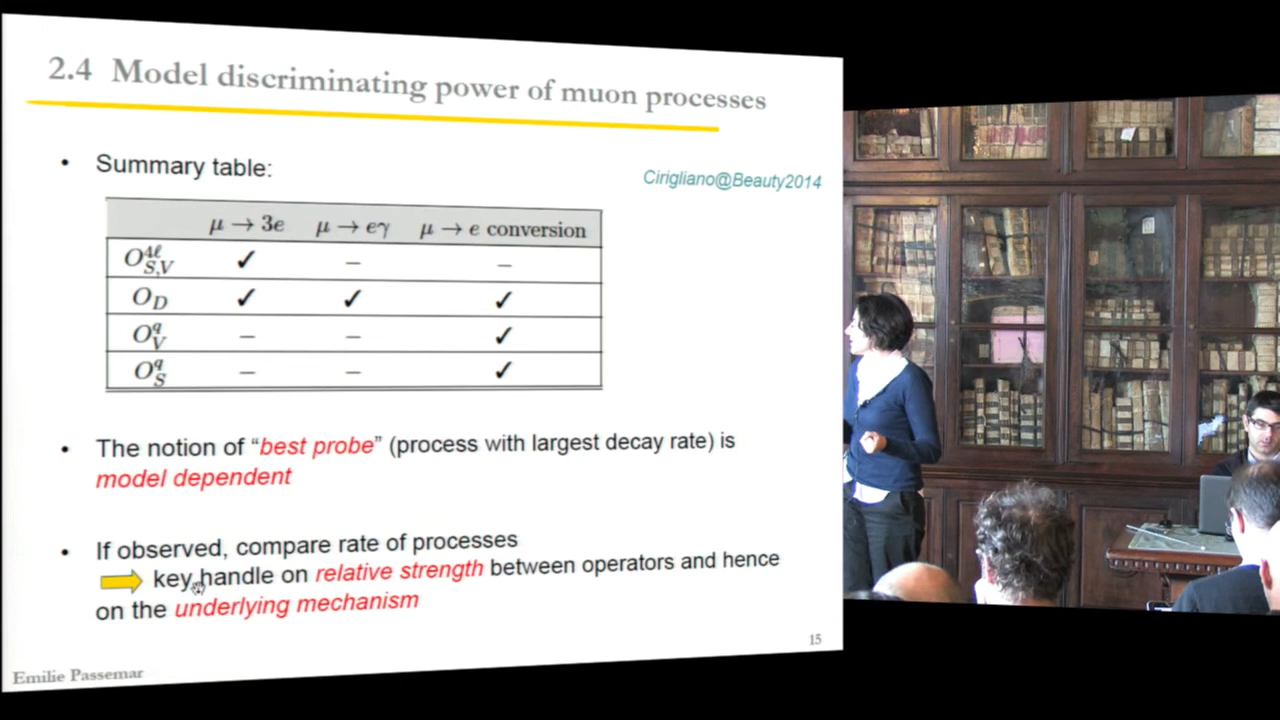 2.4 Model discriminating power of muon processes
• Summary table:
Cirigliano@Beauty2014
μ → 3e μ → eγ μ → e conversion
O^{4ℓ}_{S,V} ✓ – –
O_D ✓ ✓ ✓
O^q_V – – ✓
O^q_S – – ✓
• The notion of “best probe” (process with largest decay rate) is
model dependent
• If observed, compare rate of processes
key handle on relative strength between operators and hence
on the underlying mechanism
15
Emilie Passemar